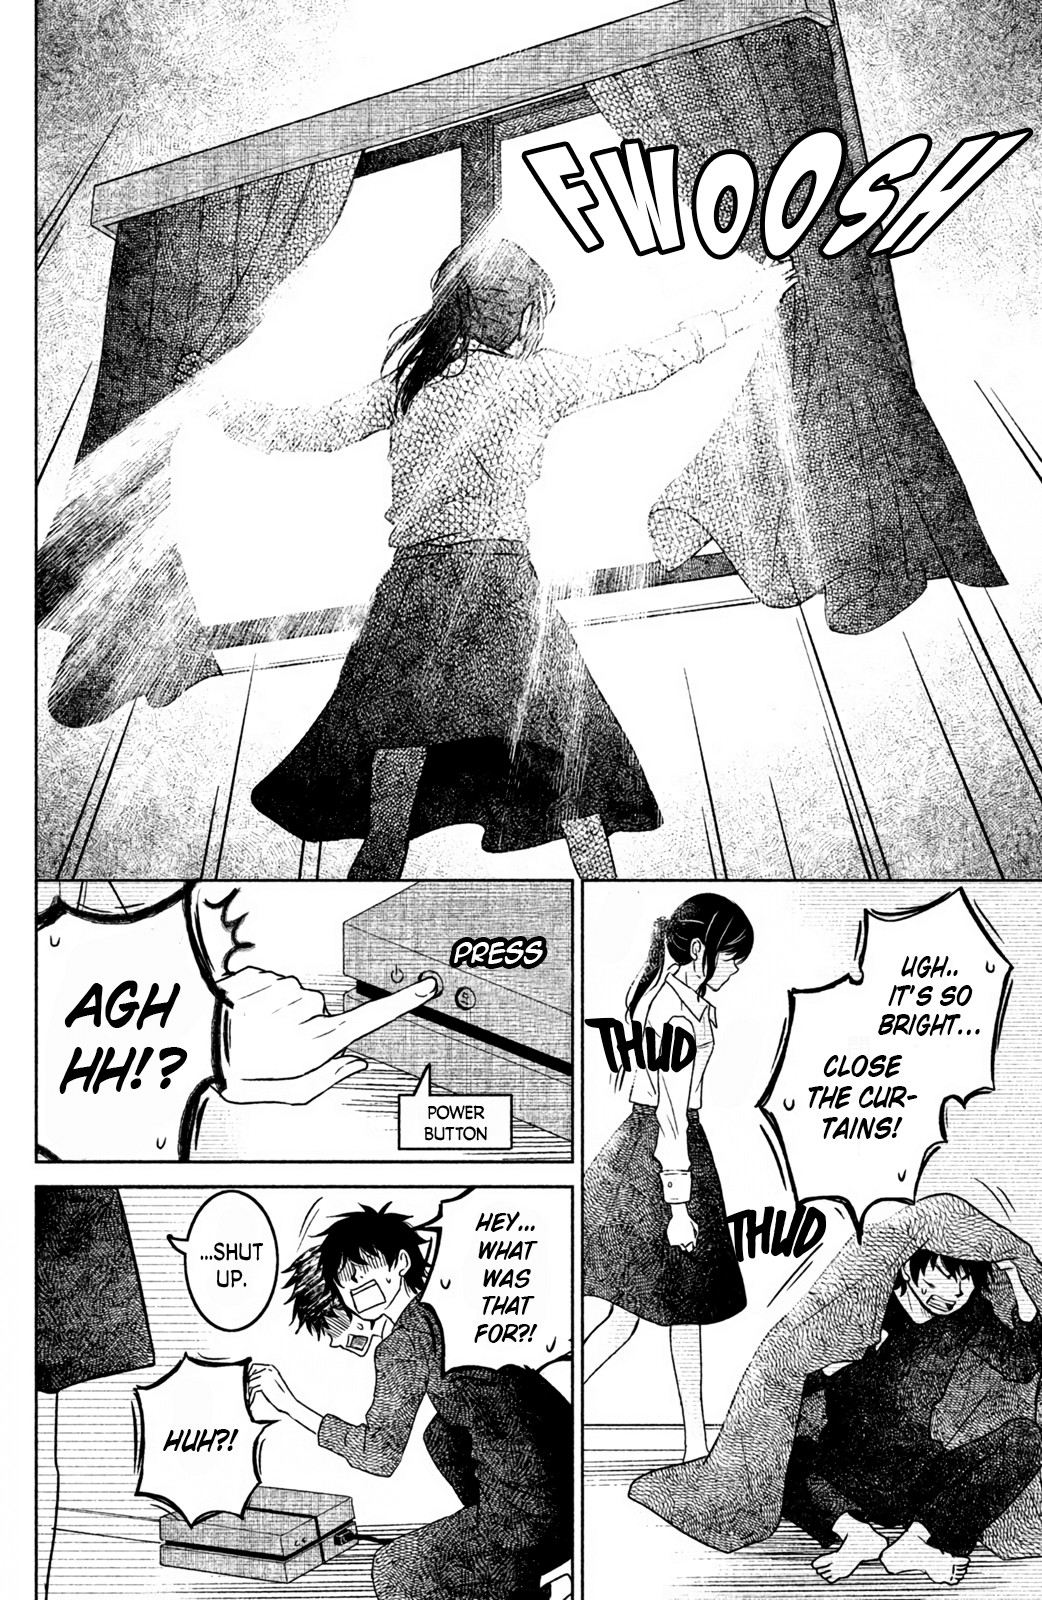 FWOOSH
UGH..
IT'S SO
BRIGHT...
CLOSE
THE CUR-
TAINS!
THUD
THUD
PRESS
POWER
BUTTON
AGH
HH!?
HEY...
WHAT
WAS
THAT
FOR?!
...SHUT
UP.
HUH?!